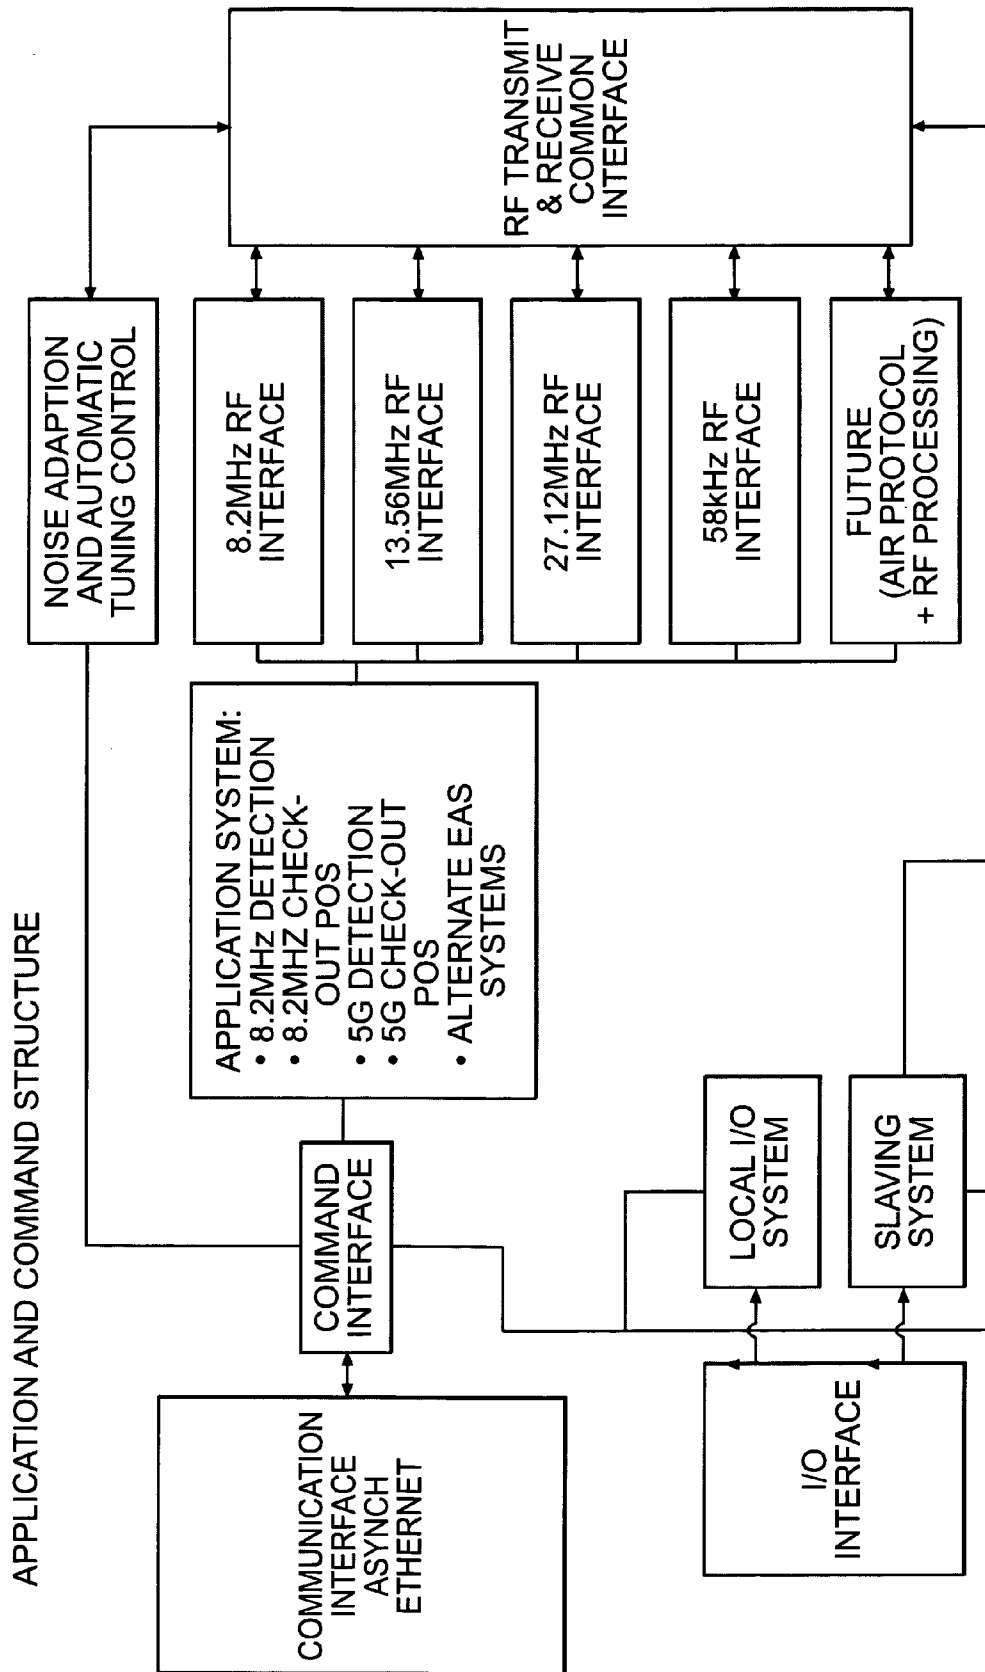 APPLICATION AND COMMAND STRUCTURE
COMMUNICATION
INTERFACE
ASYNCH
ETHERNET
COMMAND
INTERFACE
APPLICATION SYSTEM:
• 8.2MHz DETECTION
• 8.2MHZ CHECK-
OUT POS
• 5G DETECTION
• 5G CHECK-OUT
POS
• ALTERNATE EAS
SYSTEMS
NOISE ADAPTION
AND AUTOMATIC
TUNING CONTROL
8.2MHz RF
INTERFACE
13.56MHz RF
INTERFACE
27.12MHz RF
INTERFACE
58kHz RF
INTERFACE
FUTURE
(AIR PROTOCOL
+ RF PROCESSING)
RF TRANSMIT
& RECEIVE
COMMON
INTERFACE
I/O
INTERFACE
LOCAL I/O
SYSTEM
SLAVING
SYSTEM